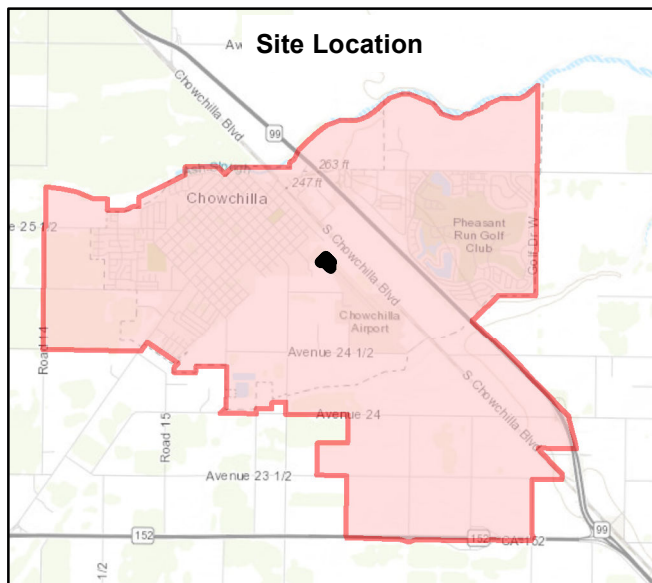 Site Location
Av
Chowchilla Blvd
99
263 ft
247 ft
Chowchilla
e 25-1/2
S Chowchilla Blvd
Pheasant
Run Golf
Club
Golf Dr W
Chowchilla
Airport
Road 14
Avenue 24 1/2
S Chowchilla Blvd
Avenue 24
Road 15
Avenue 23-1/2
152
152
CA-152
99
1/2